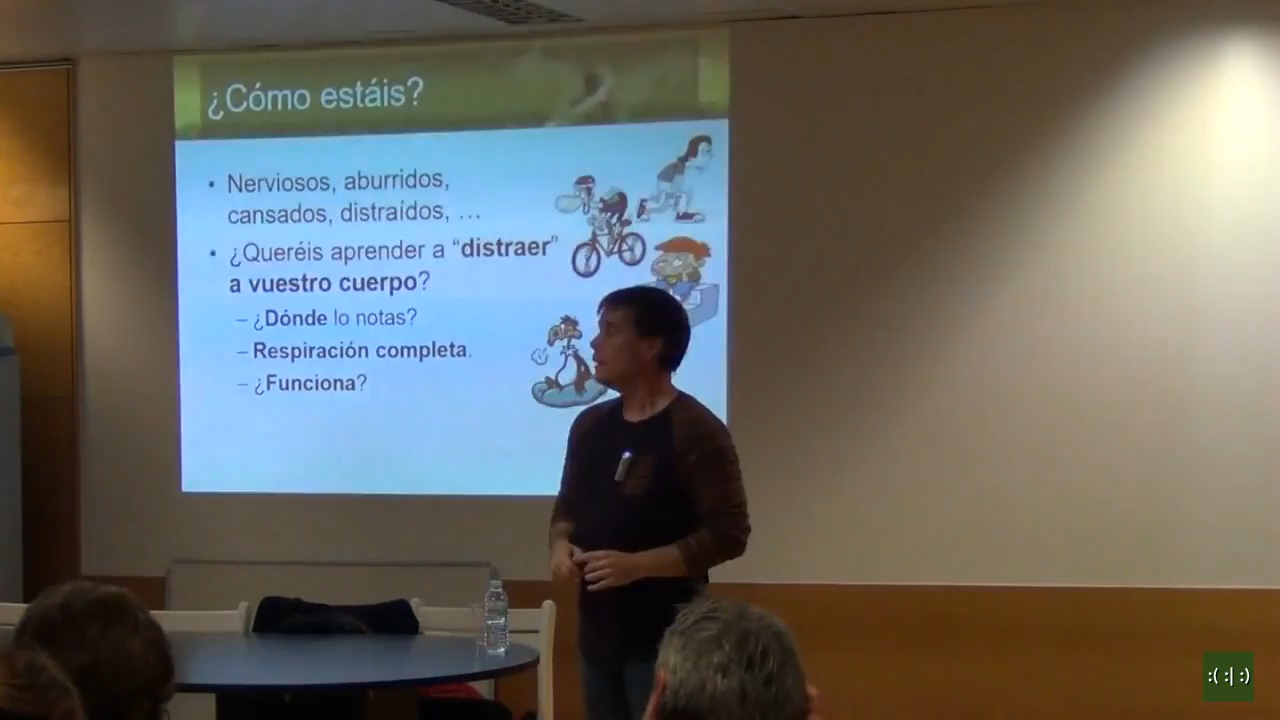 ¿Cómo estáis?
• Nerviosos, aburridos,
cansados, distraídos, …
• ¿Queréis aprender a “distraer”
a vuestro cuerpo?
– ¿Dónde lo notas?
– Respiración completa.
– ¿Funciona?
:( :| :)